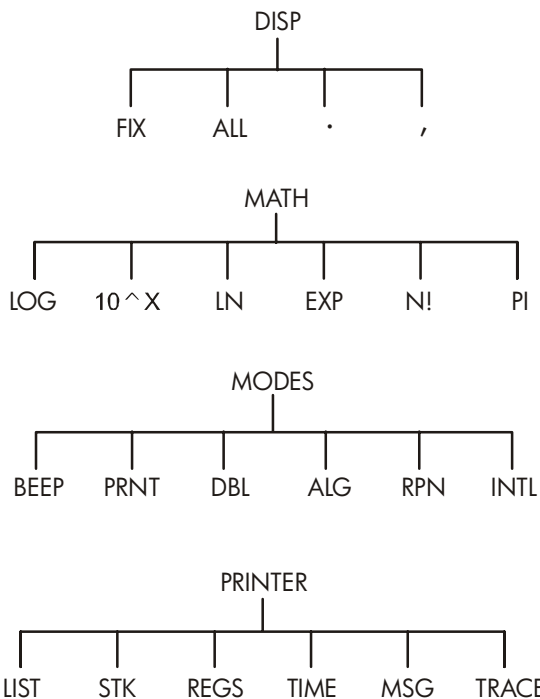 DISP
FIX ALL . ,
MATH
LOG 10^X LN EXP N! PI
MODES
BEEP PRNT DBL ALG RPN INTL
PRINTER
LIST STK REGS TIME MSG TRACE